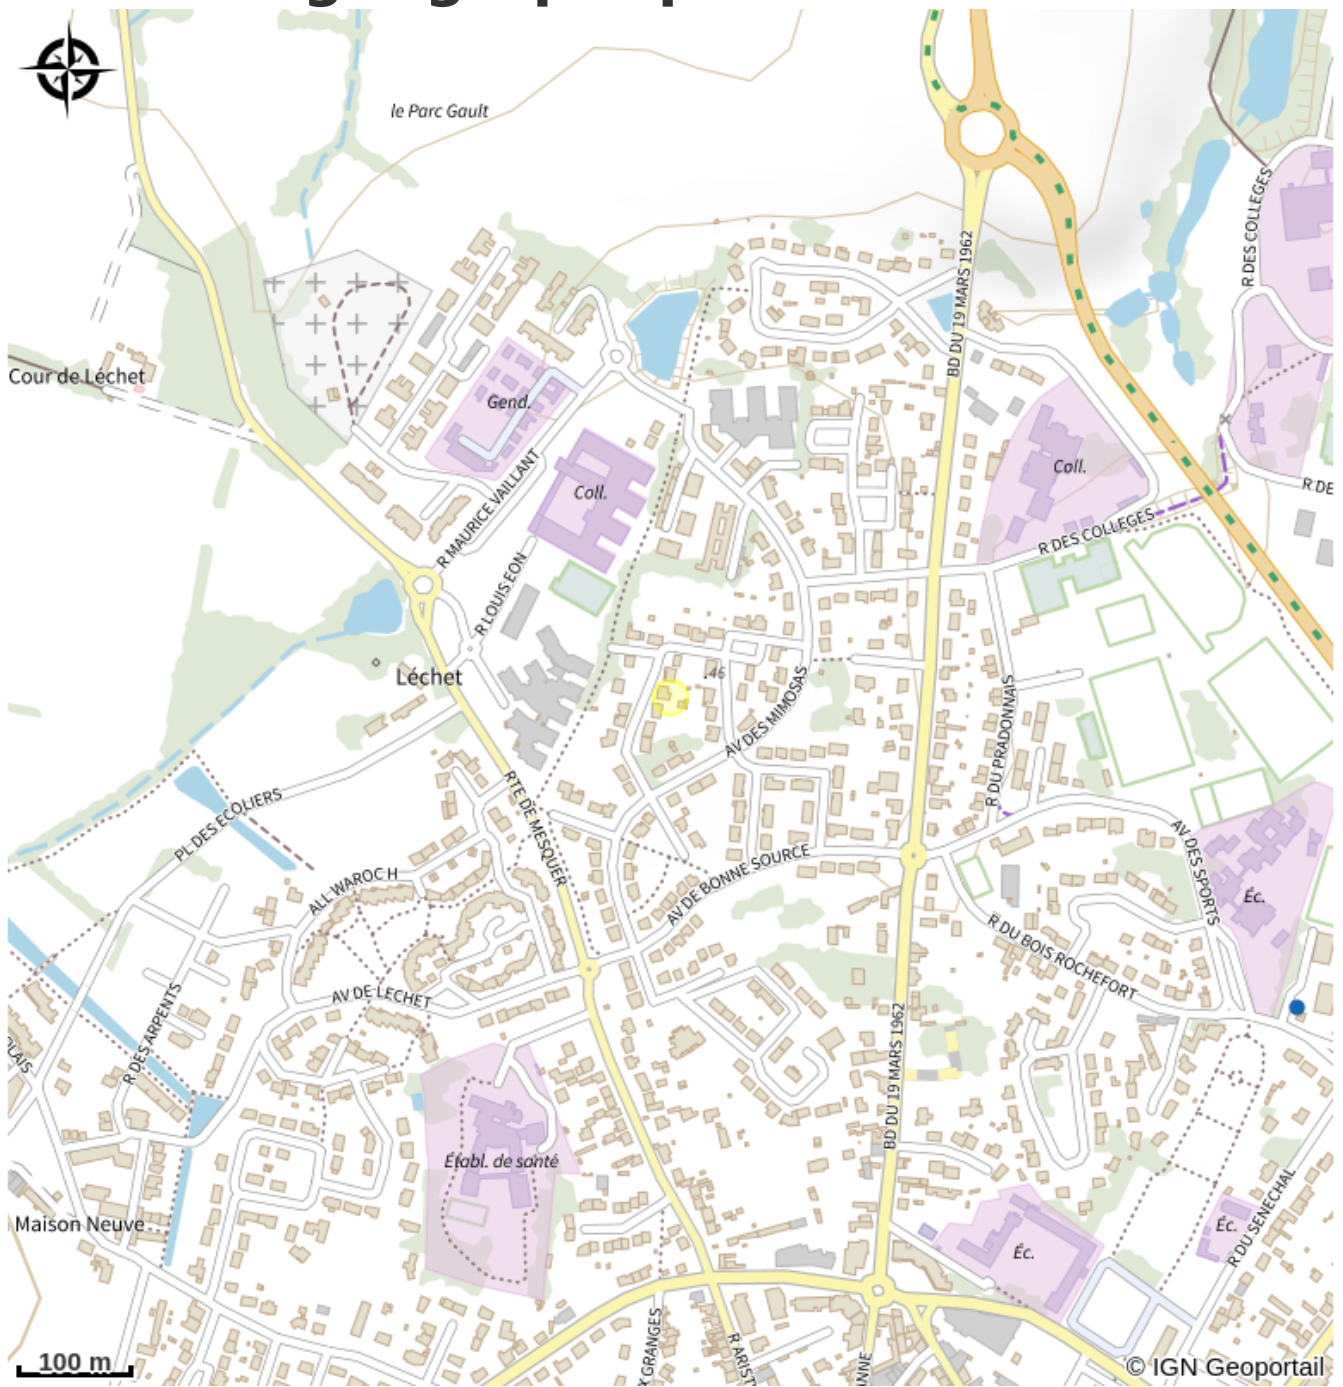 le Parc Gault
R DES COLLEGES
BD DU 19 MARS 1962
Cour de Léchet
Gend.
Coll.
Coll.
R MAURICE VAILLANT
R DES COLLEGES
R DE
R LOUIS EON
Léchet
.46
AV DES MIMOSAS
R DU PRADONNAIS
RTE DE MESQUER
PL DES ECOLIERS
AV DES SPORTS
AV DE BONNE SOURCE
ALL WAROC H
Éc.
R DU BOIS ROCHEFORT
AV DE LECHET
R DES ARPENTS
BD DU 19 MARS 1962
Établ. de santé
Maison Neuve
Éc.
Éc.
R DU SENECHAL
GRANGES
R ARIST
100 m
© IGN Geoportail